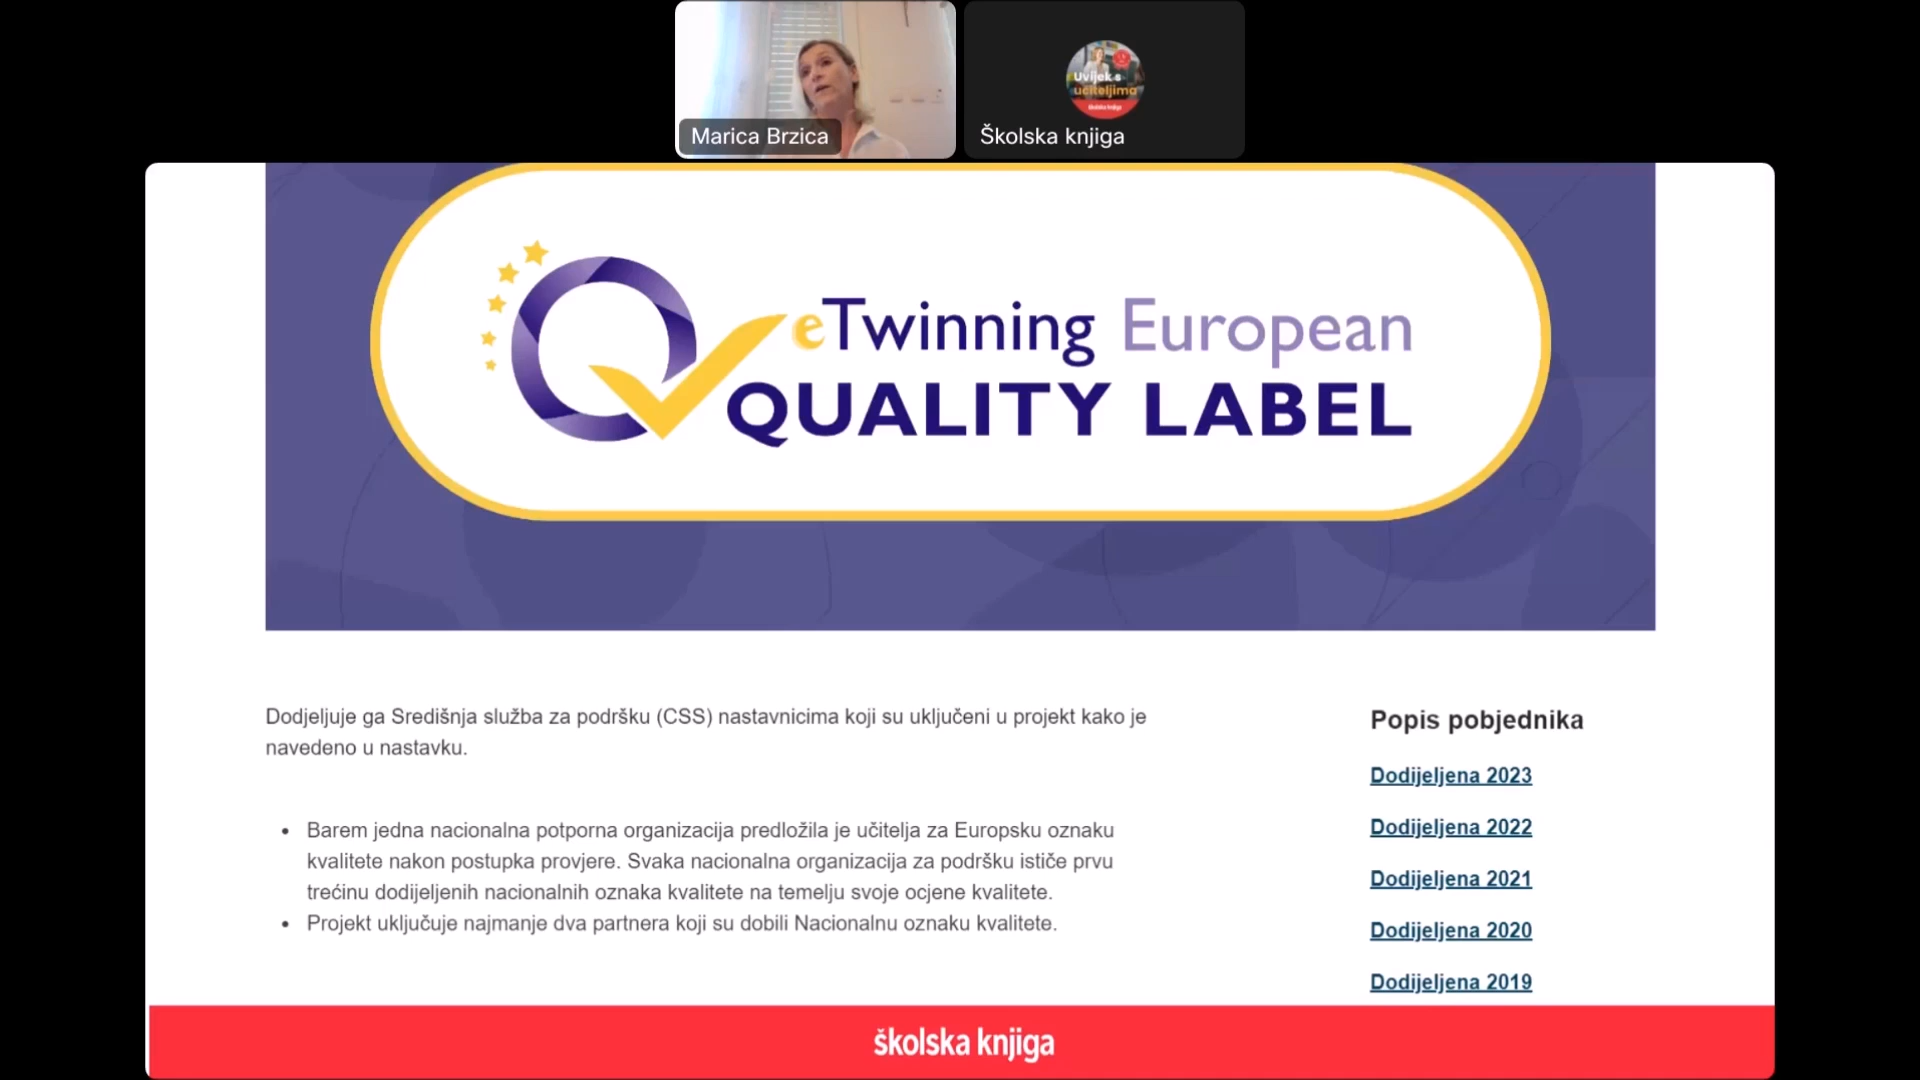 Uvijek s
učiteljima
školska knjiga
Marica Brzica
Školska knjiga
eTwinning European
QUALITY LABEL
Dodjeljuje ga Središnja služba za podršku (CSS) nastavnicima koji su uključeni u projekt kako je
navedeno u nastavku.
• Barem jedna nacionalna potporna organizacija predložila je učitelja za Europsku oznaku
kvalitete nakon postupka provjere. Svaka nacionalna organizacija za podršku ističe prvu
trećinu dodijeljenih nacionalnih oznaka kvalitete na temelju svoje ocjene kvalitete.
• Projekt uključuje najmanje dva partnera koji su dobili Nacionalnu oznaku kvalitete.
Popis pobjednika
Dodijeljena 2023
Dodijeljena 2022
Dodijeljena 2021
Dodijeljena 2020
Dodijeljena 2019
školska knjiga